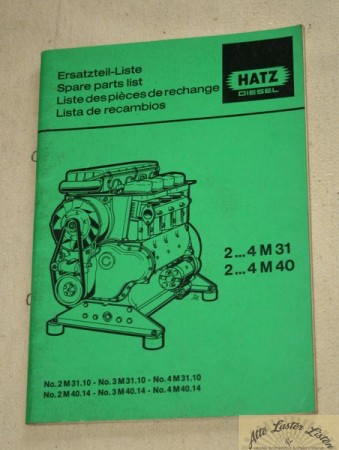 Ersatzteil-Liste
Spare parts list
Liste des pièces de rechange
Lista de recambios
HATZ
DIESEL
2...4 M 31
2...4 M 40
No. 2 M 31.10 - No. 3 M 31.10 - No. 4 M 31.10
No. 2 M 40.14 - No. 3 M 40.14 - No. 4 M 40.14
Alte Laster Listen